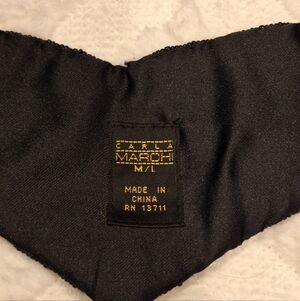 CARLA
MARCHI
M/L
MADE IN
CHINA
RN 13711